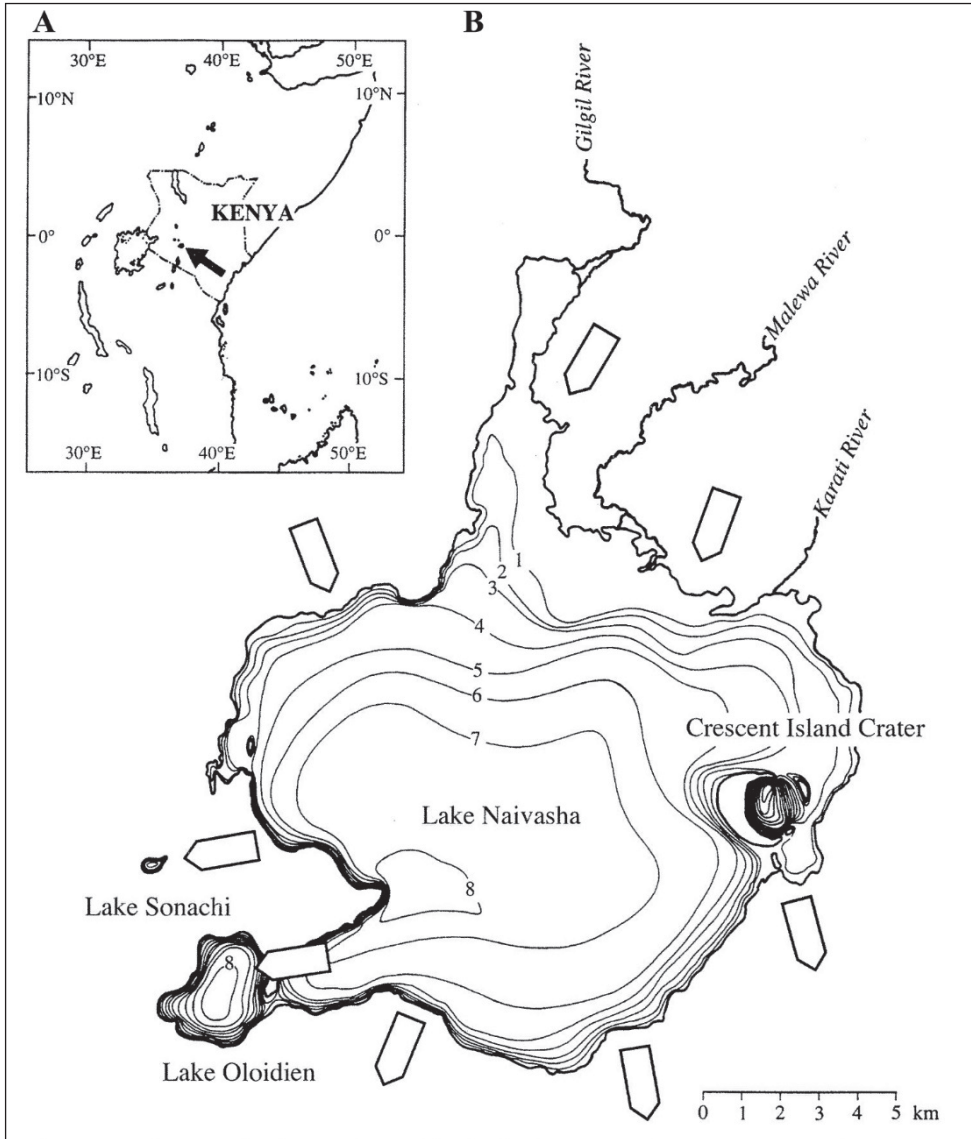 A
B
30°E
40°E
10°N
10°N
KENYA
0°
0°
10°S
10°S
30°E
40°E
50°E
Gilgil River
Malewa River
Karati River
1
2
3
4
5
6
7
Crescent Island Crater
Lake Naivasha
8
Lake Sonachi
8
Lake Oloidien
0 1 2 3 4 5 km